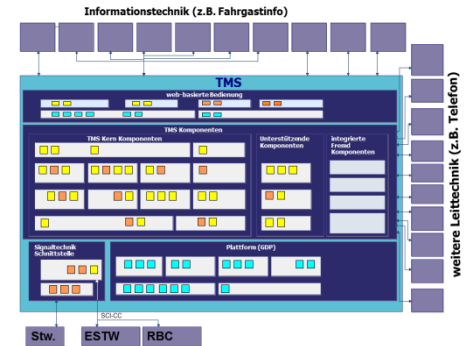 Informationstechnik (z.B. Fahrgastinfo)
TMS
web-basierte Bedienung
TMS Komponenten
TMS Kern Komponenten
Unterstützende
Komponenten
integrierte
Fremd
Komponenten
weitere Leittechnik (z.B. Telefon)
Signaltechnik
Schnittstelle
Plattform (GDP)
SCI-CC
Stw.
ESTW
RBC